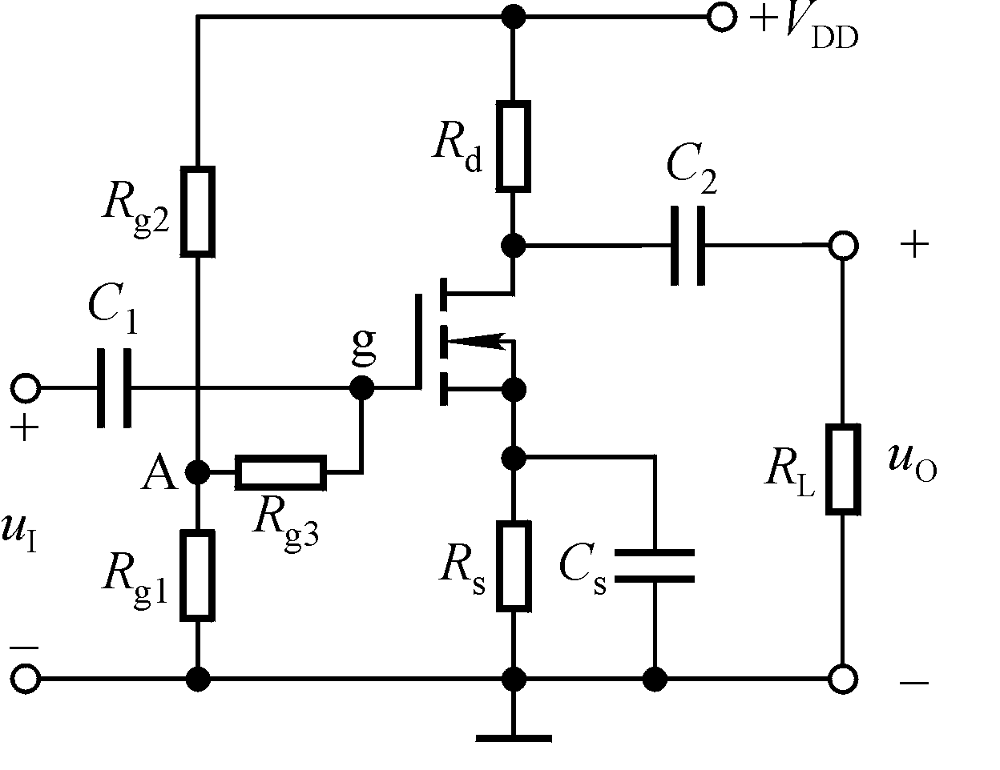 +V_DD
R_d
C_2
R_g2
+
C_1
g
+
A
R_g3
R_L
u_O
u_I
R_g1
R_s
C_s
−
−